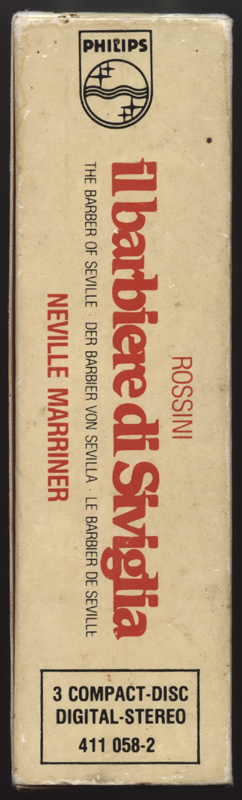 PHILIPS
ROSSINI
il barbiere di Siviglia
THE BARBER OF SEVILLE · DER BARBIER VON SEVILLA · LE BARBIER DE SEVILLE
NEVILLE MARRINER
3 COMPACT-DISC
DIGITAL-STEREO
411 058-2